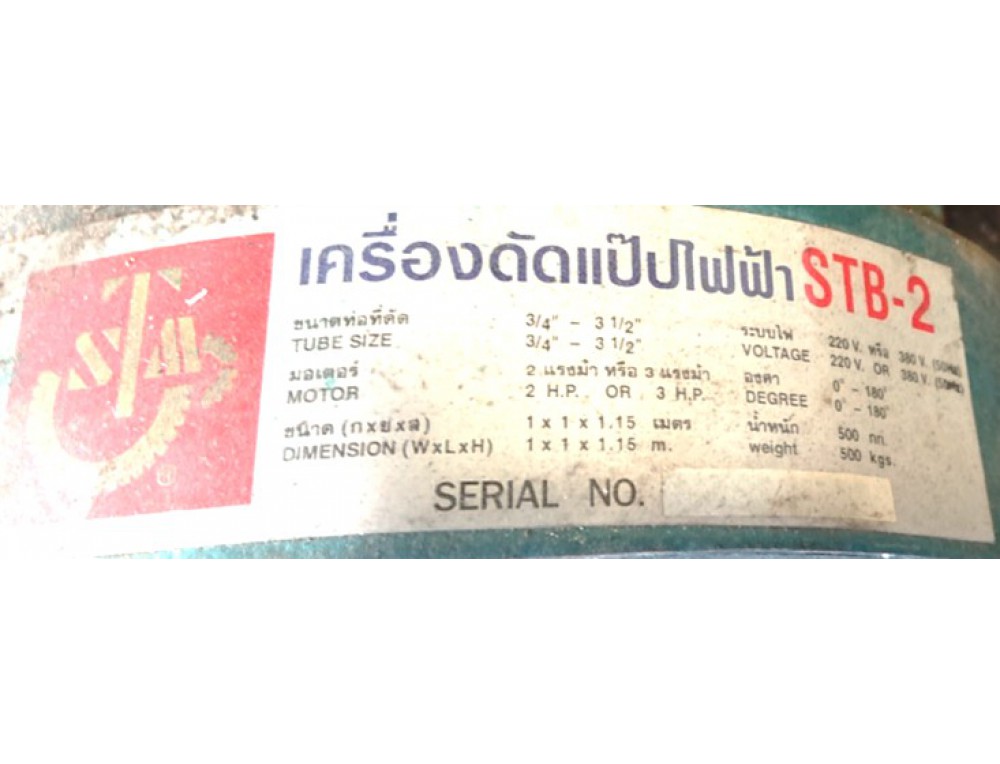 เครื่องดัดแป๊ปไฟฟ้า STB-2
ขนาดท่อที่ดัด 3/4" - 3 1/2" ระบบไฟ 220 V. หรือ 380 V. (50Hz)
TUBE SIZE 3/4" - 3 1/2" VOLTAGE 220 V. OR 380 V. (50Hz)
มอเตอร์ 2 แรงม้า หรือ 3 แรงม้า องศา 0° - 180°
MOTOR 2 H.P. OR 3 H.P. DEGREE 0° - 180°
ขนาด (กxยxส) 1 x 1 x 1.15 เมตร น้ำหนัก 500 กก.
DIMENSION (WxLxH) 1 x 1 x 1.15 m. weight 500 kgs.
SERIAL NO.
®